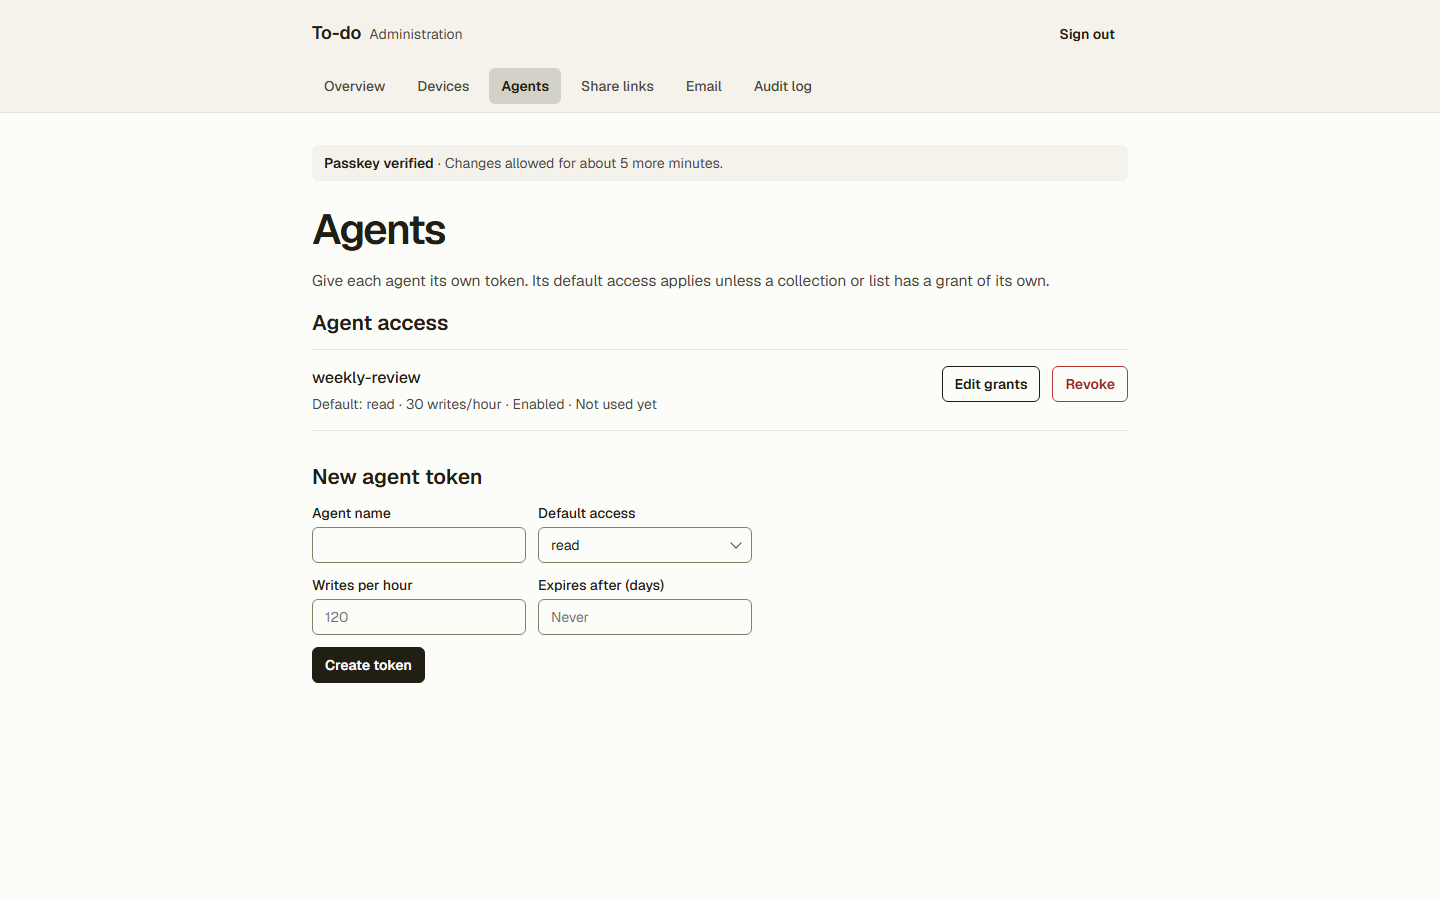 To-do Administration
Sign out
Overview Devices Agents Share links Email Audit log
Passkey verified · Changes allowed for about 5 more minutes.
Agents
Give each agent its own token. Its default access applies unless a collection or list has a grant of its own.
Agent access
weekly-review
Default: read · 30 writes/hour · Enabled · Not used yet
Edit grants
Revoke
New agent token
Agent name
Default access
read
Writes per hour
Expires after (days)
120
Never
Create token